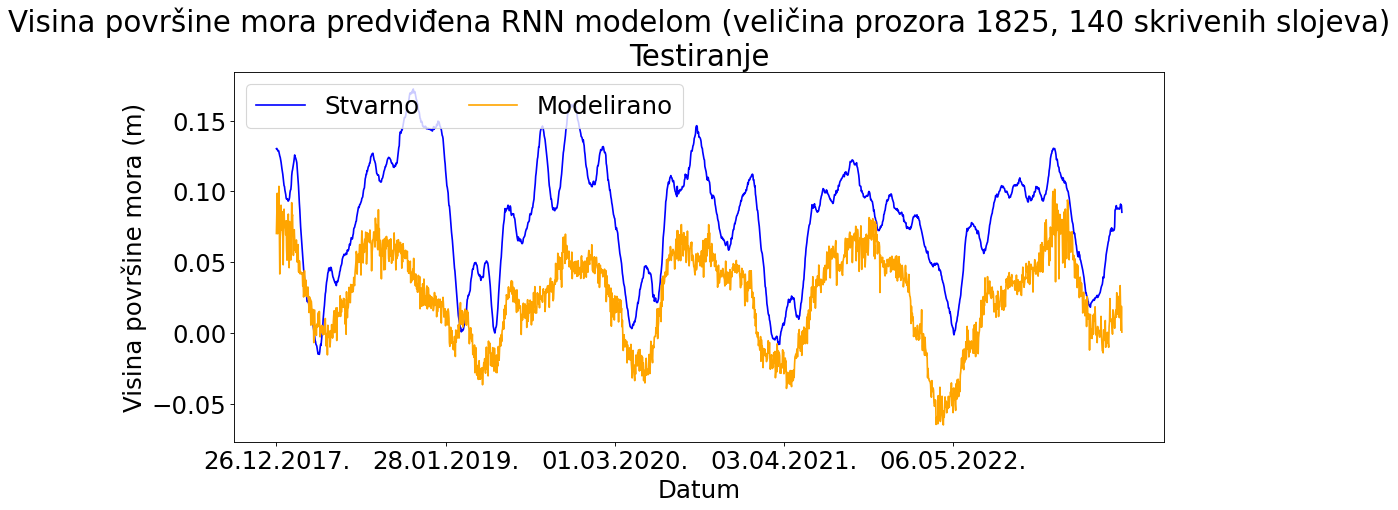 Visina površine mora predviđena RNN modelom (veličina prozora 1825, 140 skrivenih slojeva)
Testiranje
Stvarno Modelirano
Visina površine mora (m)
0.15
0.10
0.05
0.00
−0.05
26.12.2017. 28.01.2019. 01.03.2020. 03.04.2021. 06.05.2022.
Datum